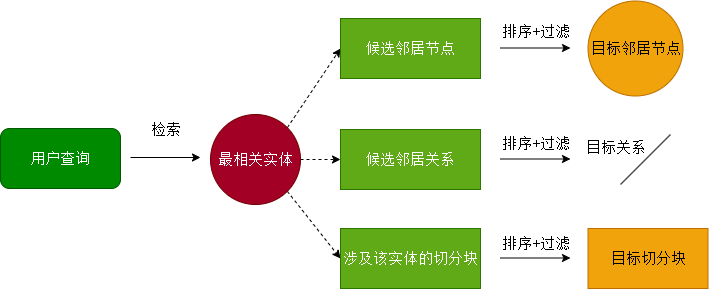 用户查询
检索
最相关实体
候选邻居节点
排序+过滤
目标邻居节点
候选邻居关系
排序+过滤
目标关系
涉及该实体的切分块
排序+过滤
目标切分块